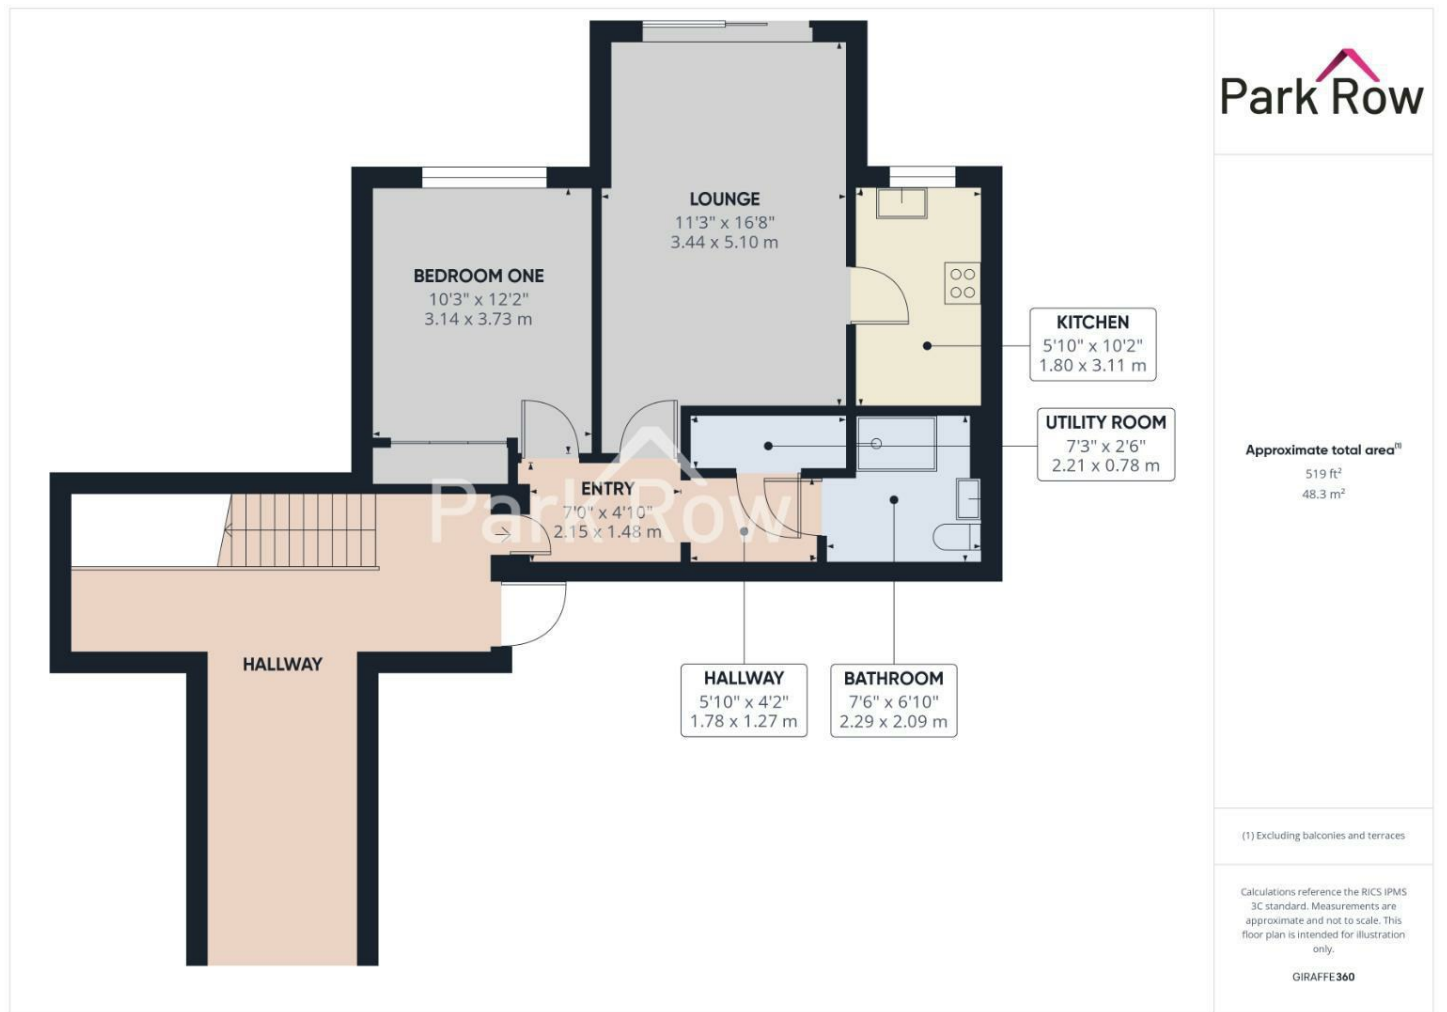 Park Row
LOUNGE
11'3" x 16'8"
3.44 x 5.10 m
BEDROOM ONE
10'3" x 12'2"
3.14 x 3.73 m
KITCHEN
5'10" x 10'2"
1.80 x 3.11 m
UTILITY ROOM
7'3" x 2'6"
2.21 x 0.78 m
ENTRY
7'0" x 4'10"
2.15 x 1.48 m
Park Row
HALLWAY
HALLWAY
5'10" x 4'2"
1.78 x 1.27 m
BATHROOM
7'6" x 6'10"
2.29 x 2.09 m
Approximate total area(1)
519 ft²
48.3 m²
(1) Excluding balconies and terraces
Calculations reference the RICS IPMS
3C standard. Measurements are
approximate and not to scale. This
floor plan is intended for illustration
only.
GIRAFFE360